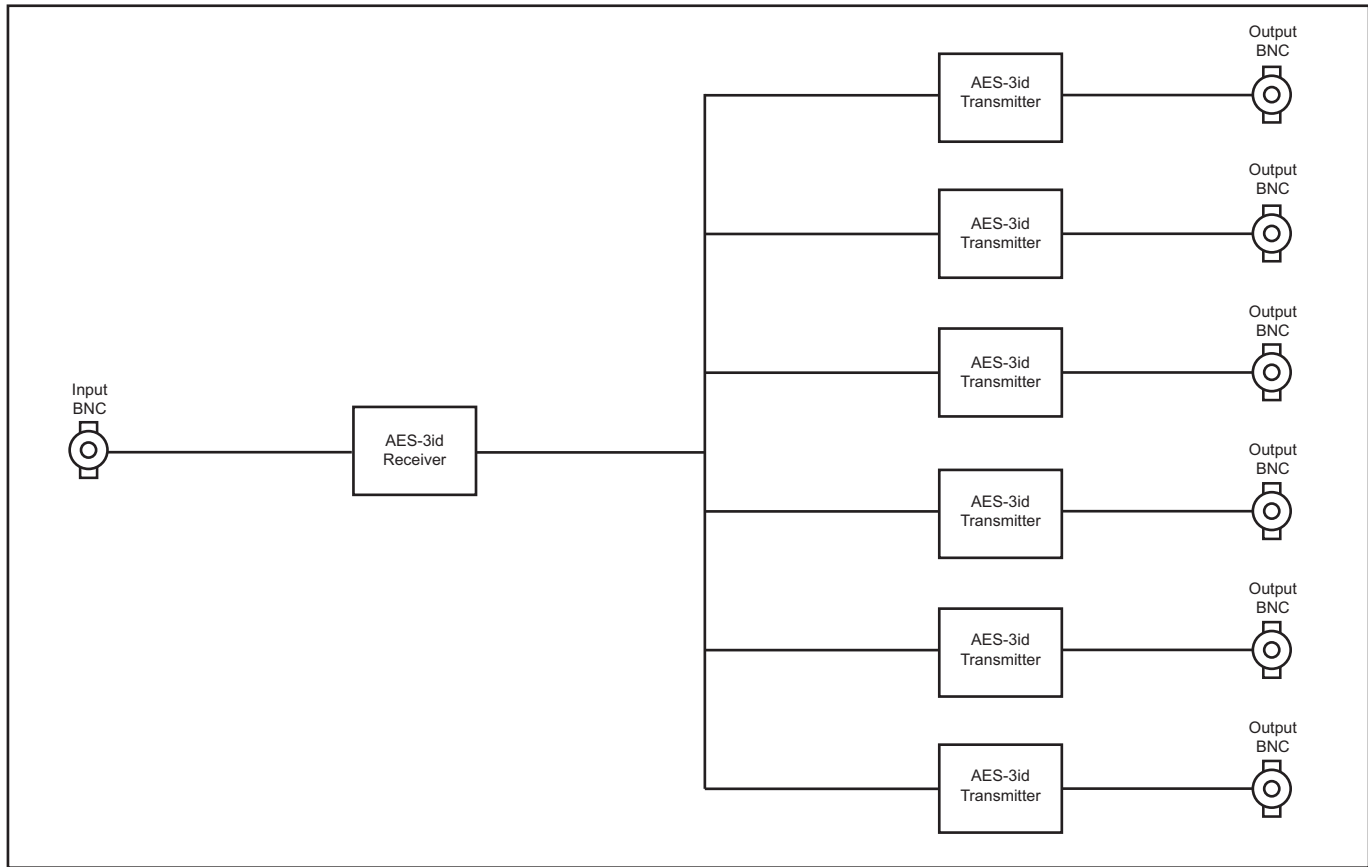 Output
BNC
AES-3id
Transmitter
Output
BNC
AES-3id
Transmitter
Output
BNC
AES-3id
Transmitter
Input
BNC
AES-3id
Receiver
Output
BNC
AES-3id
Transmitter
Output
BNC
AES-3id
Transmitter
Output
BNC
AES-3id
Transmitter